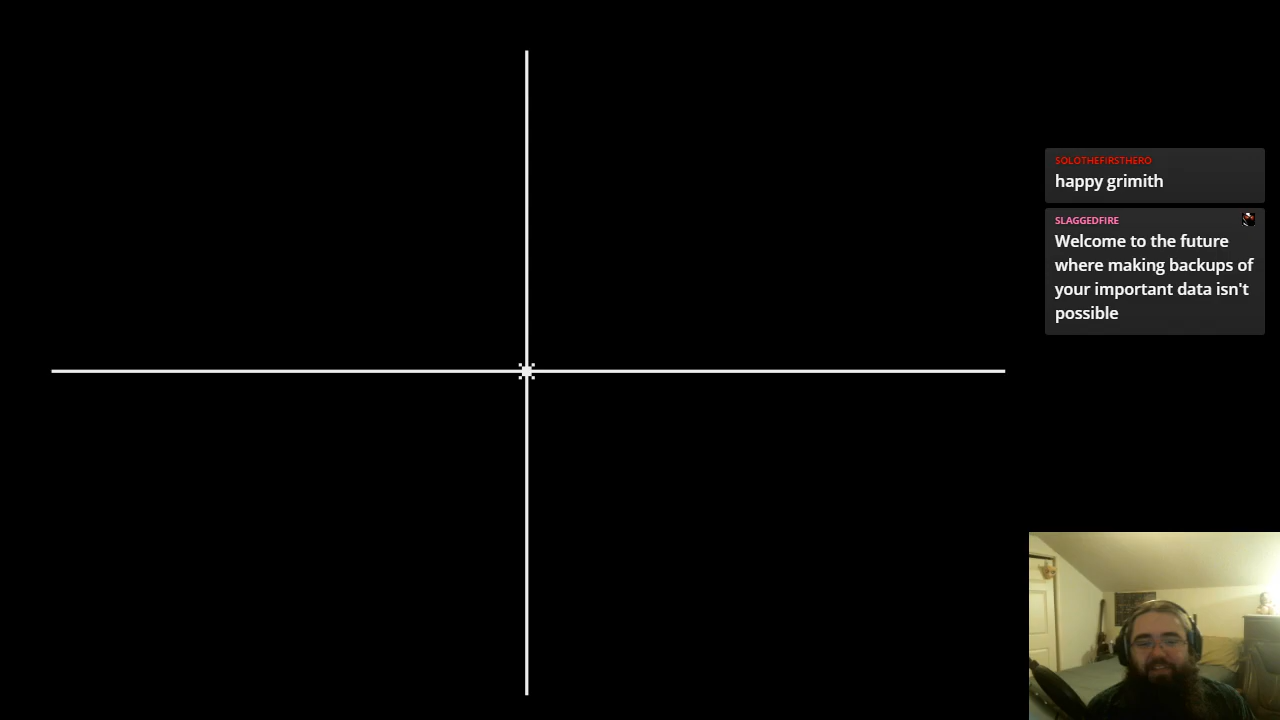 SOLOTHEFIRSTHERO
happy grimith
SLAGGEDFIRE
Welcome to the future
where making backups of
your important data isn't
possible